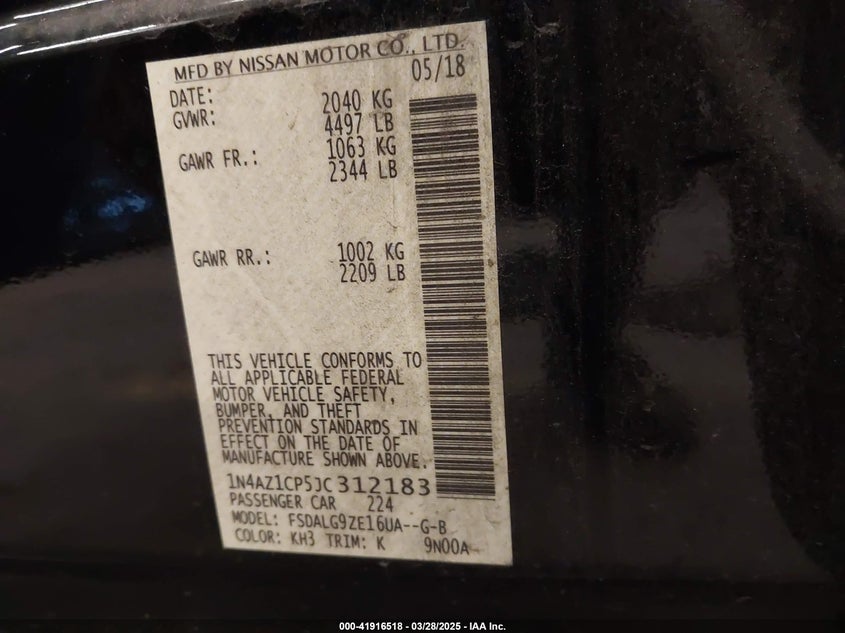 MFD BY NISSAN MOTOR CO., LTD.
DATE: 05/18
GVWR: 2040 KG
4497 LB
GAWR FR.: 1063 KG
2344 LB
GAWR RR.: 1002 KG
2209 LB
THIS VEHICLE CONFORMS TO
ALL APPLICABLE FEDERAL
MOTOR VEHICLE SAFETY,
BUMPER, AND THEFT
PREVENTION STANDARDS IN
EFFECT ON THE DATE OF
MANUFACTURE SHOWN ABOVE.
1N4AZ1CP5JC312183
PASSENGER CAR 224
MODEL: FSDALG9ZE16UA--G-B
COLOR: KH3 TRIM: K 9N00A
000-41916518 - 03/28/2025 - IAA Inc.